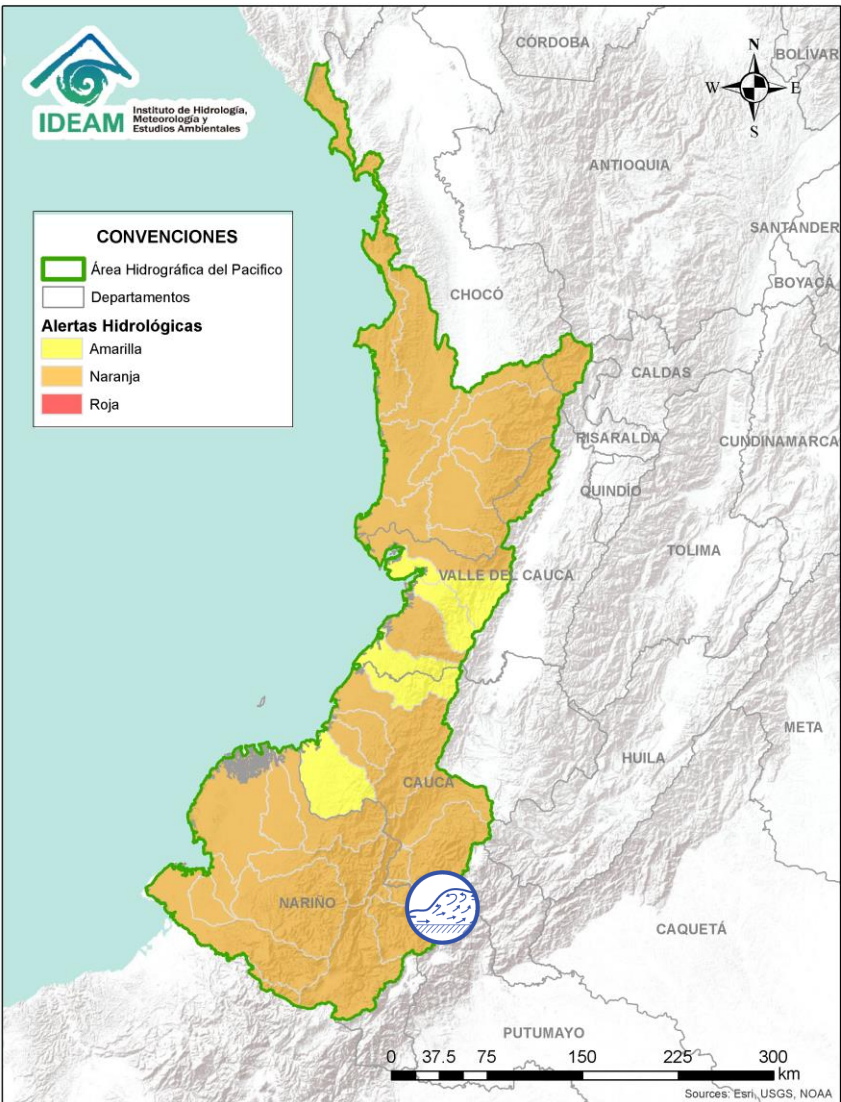 IDEAM
Instituto de Hidrología,
Meteorología y
Estudios Ambientales
N
W
E
S
CÓRDOBA
BOLIVAR
ANTIOQUIA
SANTANDER
BOYACÁ
CHOCÓ
CALDAS
RISARALDA
CUNDINAMARCA
QUINDÍO
TOLIMA
VALLE DEL CAUCA
META
HUILA
CAUCA
NARIÑO
CAQUETÁ
PUTUMAYO
CONVENCIONES
Área Hidrográfica del Pacifico
Departamentos
Alertas Hidrológicas
Amarilla
Naranja
Roja
0 37.5 75 150 225 300
km
Sources: Esri, USGS, NOAA